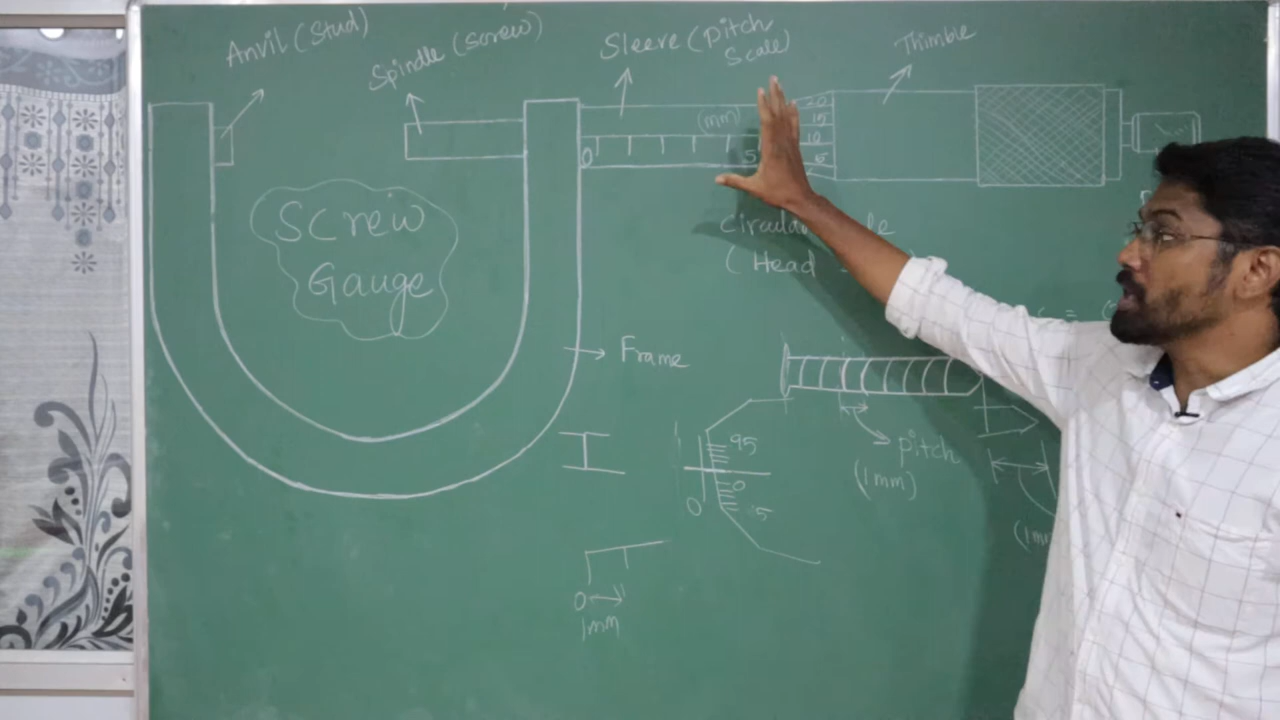 Anvil (Stud)
Spindle (Screw)
Sleeve (Pitch
Scale)
Thimble
(mm)
20
15
10
5
0
5
Screw
Gauge
(Head
Frame
95
0
5
0
Pitch
(1mm)
0
1
1mm